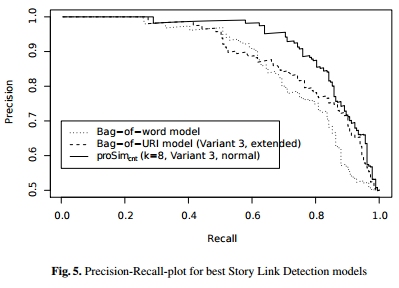 1.0
0.9
0.8
0.7
0.6
0.5
Precision
Bag−of−word model
Bag−of−URI model (Variant 3, extended)
proSimcnt (k=8, Variant 3, normal)
0.0 0.2 0.4 0.6 0.8 1.0
Recall
Fig. 5. Precision-Recall-plot for best Story Link Detection models